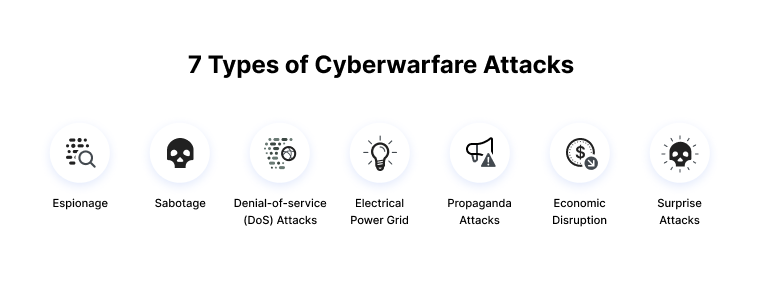 7 Types of Cyberwarfare Attacks
Espionage
Sabotage
Denial-of-service
(DoS) Attacks
Electrical
Power Grid
Propaganda
Attacks
Economic
Disruption
Surprise
Attacks